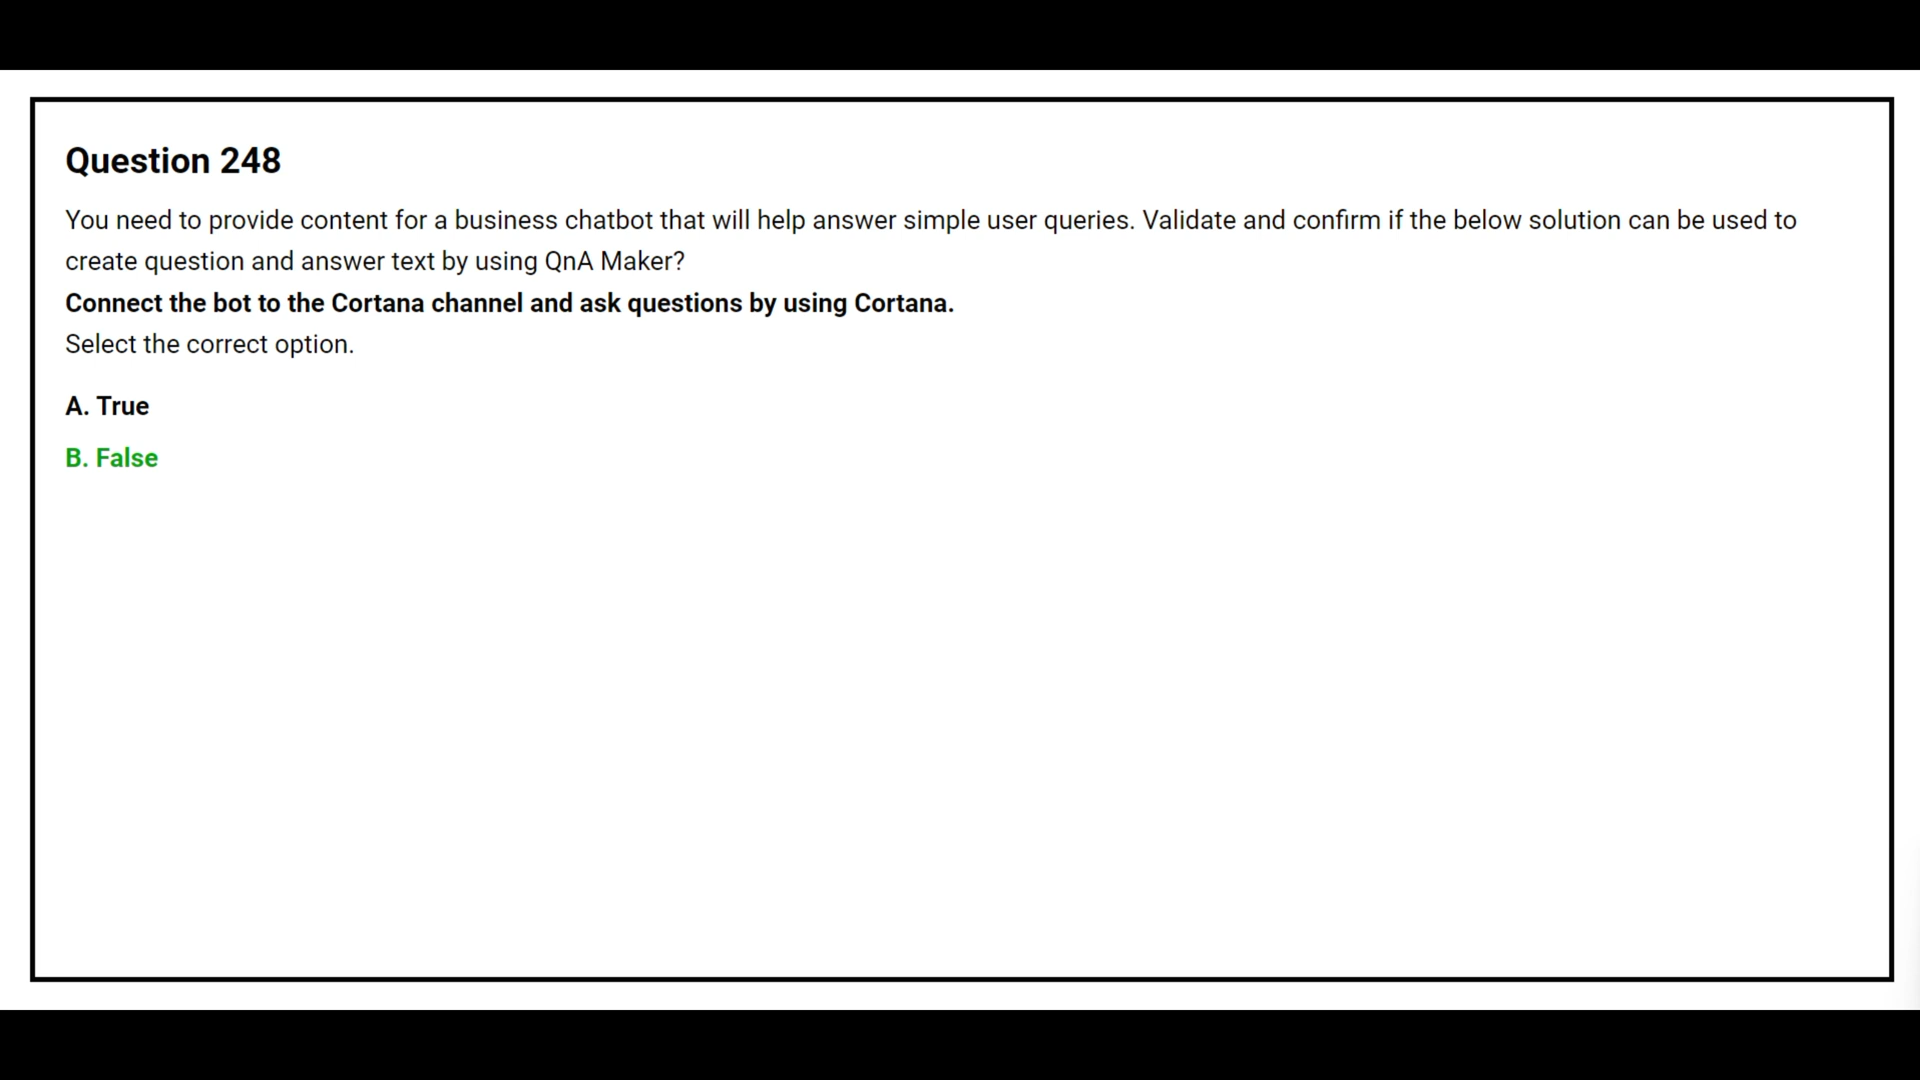 Question 248
You need to provide content for a business chatbot that will help answer simple user queries. Validate and confirm if the below solution can be used to
create question and answer text by using QnA Maker?
Connect the bot to the Cortana channel and ask questions by using Cortana.
Select the correct option.
A. True
B. False